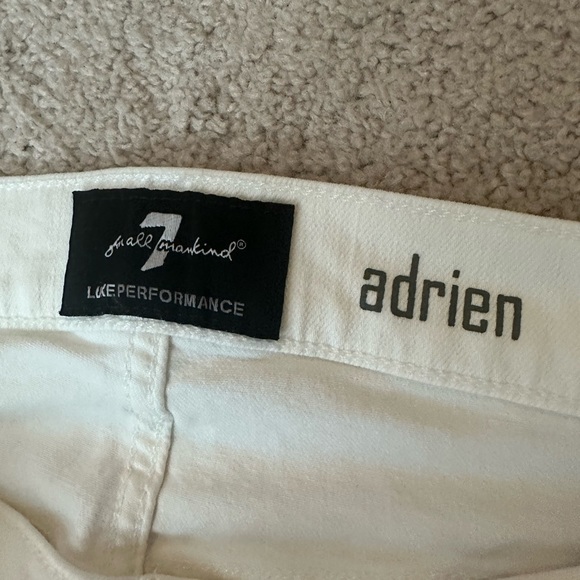 7
for all mankind®
LUXE PERFORMANCE
adrien